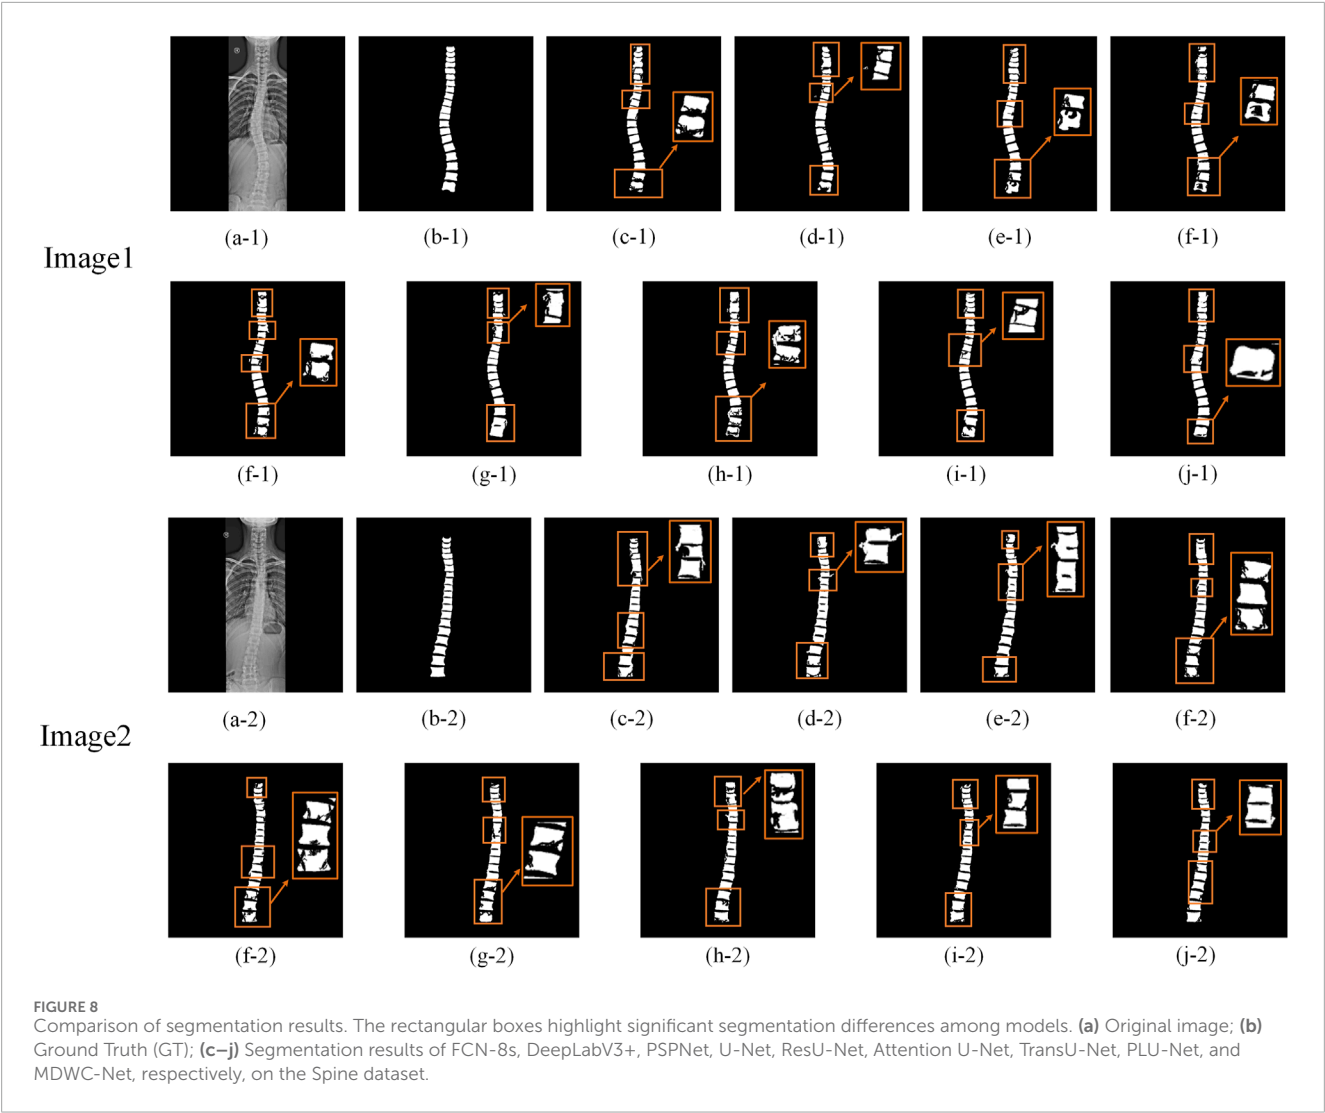 (a-1)
(b-1)
(c-1)
(d-1)
(e-1)
(f-1)
Image1
(f-1)
(g-1)
(h-1)
(i-1)
(j-1)
(a-2)
(b-2)
(c-2)
(d-2)
(e-2)
(f-2)
Image2
(f-2)
(g-2)
(h-2)
(i-2)
(j-2)
FIGURE 8
Comparison of segmentation results. The rectangular boxes highlight significant segmentation differences among models. (a) Original image; (b)
Ground Truth (GT); (c–j) Segmentation results of FCN-8s, DeepLabV3+, PSPNet, U-Net, ResU-Net, Attention U-Net, TransU-Net, PLU-Net, and
MDWC-Net, respectively, on the Spine dataset.